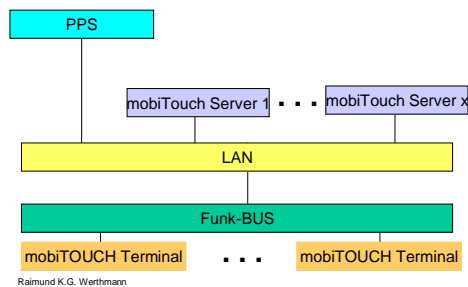 PPS
mobiTouch Server 1 . . . mobiTouch Server x
LAN
Funk-BUS
mobiTOUCH Terminal . . . mobiTOUCH Terminal
Raimund K.G. Werthmann